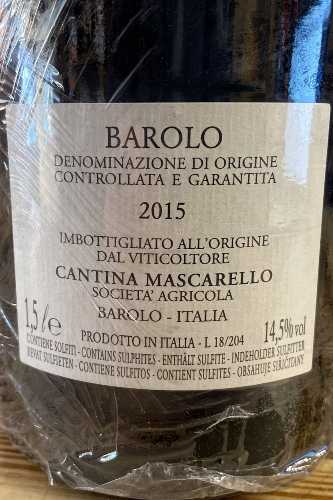 BAROLO
DENOMINAZIONE DI ORIGINE
CONTROLLATA E GARANTITA
2015
IMBOTTIGLIATO ALL'ORIGINE
DAL VITICOLTORE
CANTINA MASCARELLO
SOCIETA' AGRICOLA
BAROLO - ITALIA
1,5 l e 14,5% vol
PRODOTTO IN ITALIA - L 18/204
CONTIENE SOLFITI - CONTAINS SULPHITES - ENTHÄLT SULFITE - INDEHOLDER SULFITTER
BEVAT SULFIETEN - CONTIENE SULFITOS - CONTIENT SULFITES - OBSAHUJE SIŘIČITANY